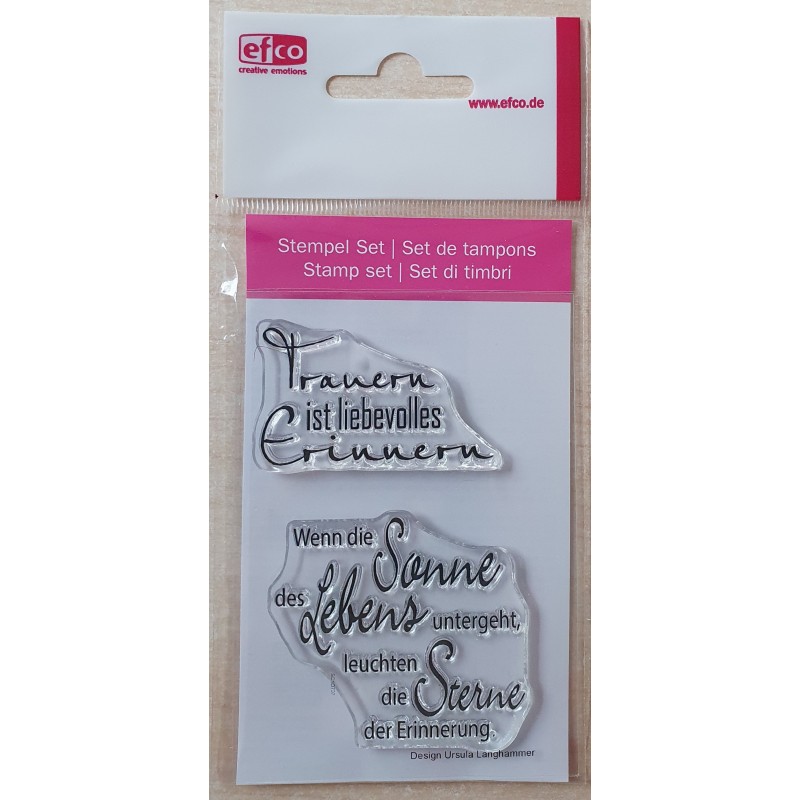 efco
creative emotions
www.efco.de
Stempel Set | Set de tampons
Stamp set | Set di timbri
Trauern
ist liebevolles
Erinnern
Wenn die Sonne
des Lebens untergeht,
leuchten
die Sterne
der Erinnerung.
Design Ursula Langhammer